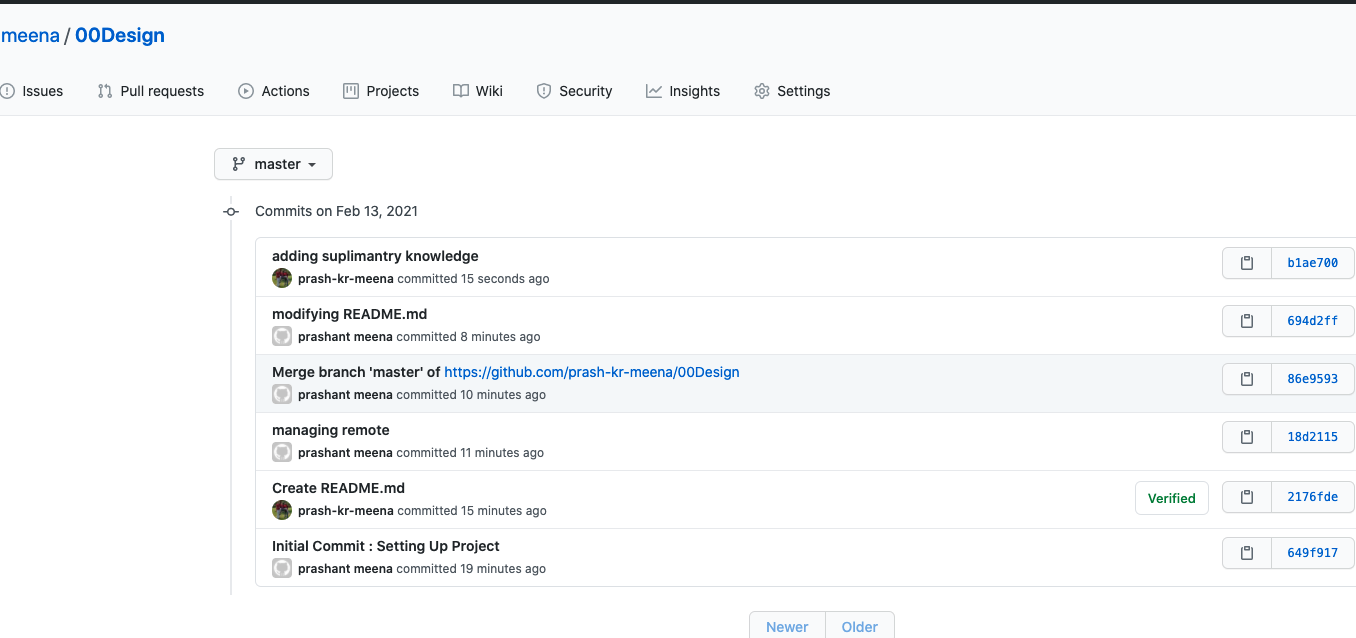 meena / 00Design
Issues Pull requests Actions Projects Wiki Security Insights Settings
master
Commits on Feb 13, 2021
adding suplimantry knowledge
prash-kr-meena committed 15 seconds ago
b1ae700
modifying README.md
prashant meena committed 8 minutes ago
694d2ff
Merge branch 'master' of https://github.com/prash-kr-meena/00Design
prashant meena committed 10 minutes ago
86e9593
managing remote
prashant meena committed 11 minutes ago
18d2115
Create README.md
prash-kr-meena committed 15 minutes ago
Verified 2176fde
Initial Commit : Setting Up Project
prashant meena committed 19 minutes ago
649f917
Newer Older